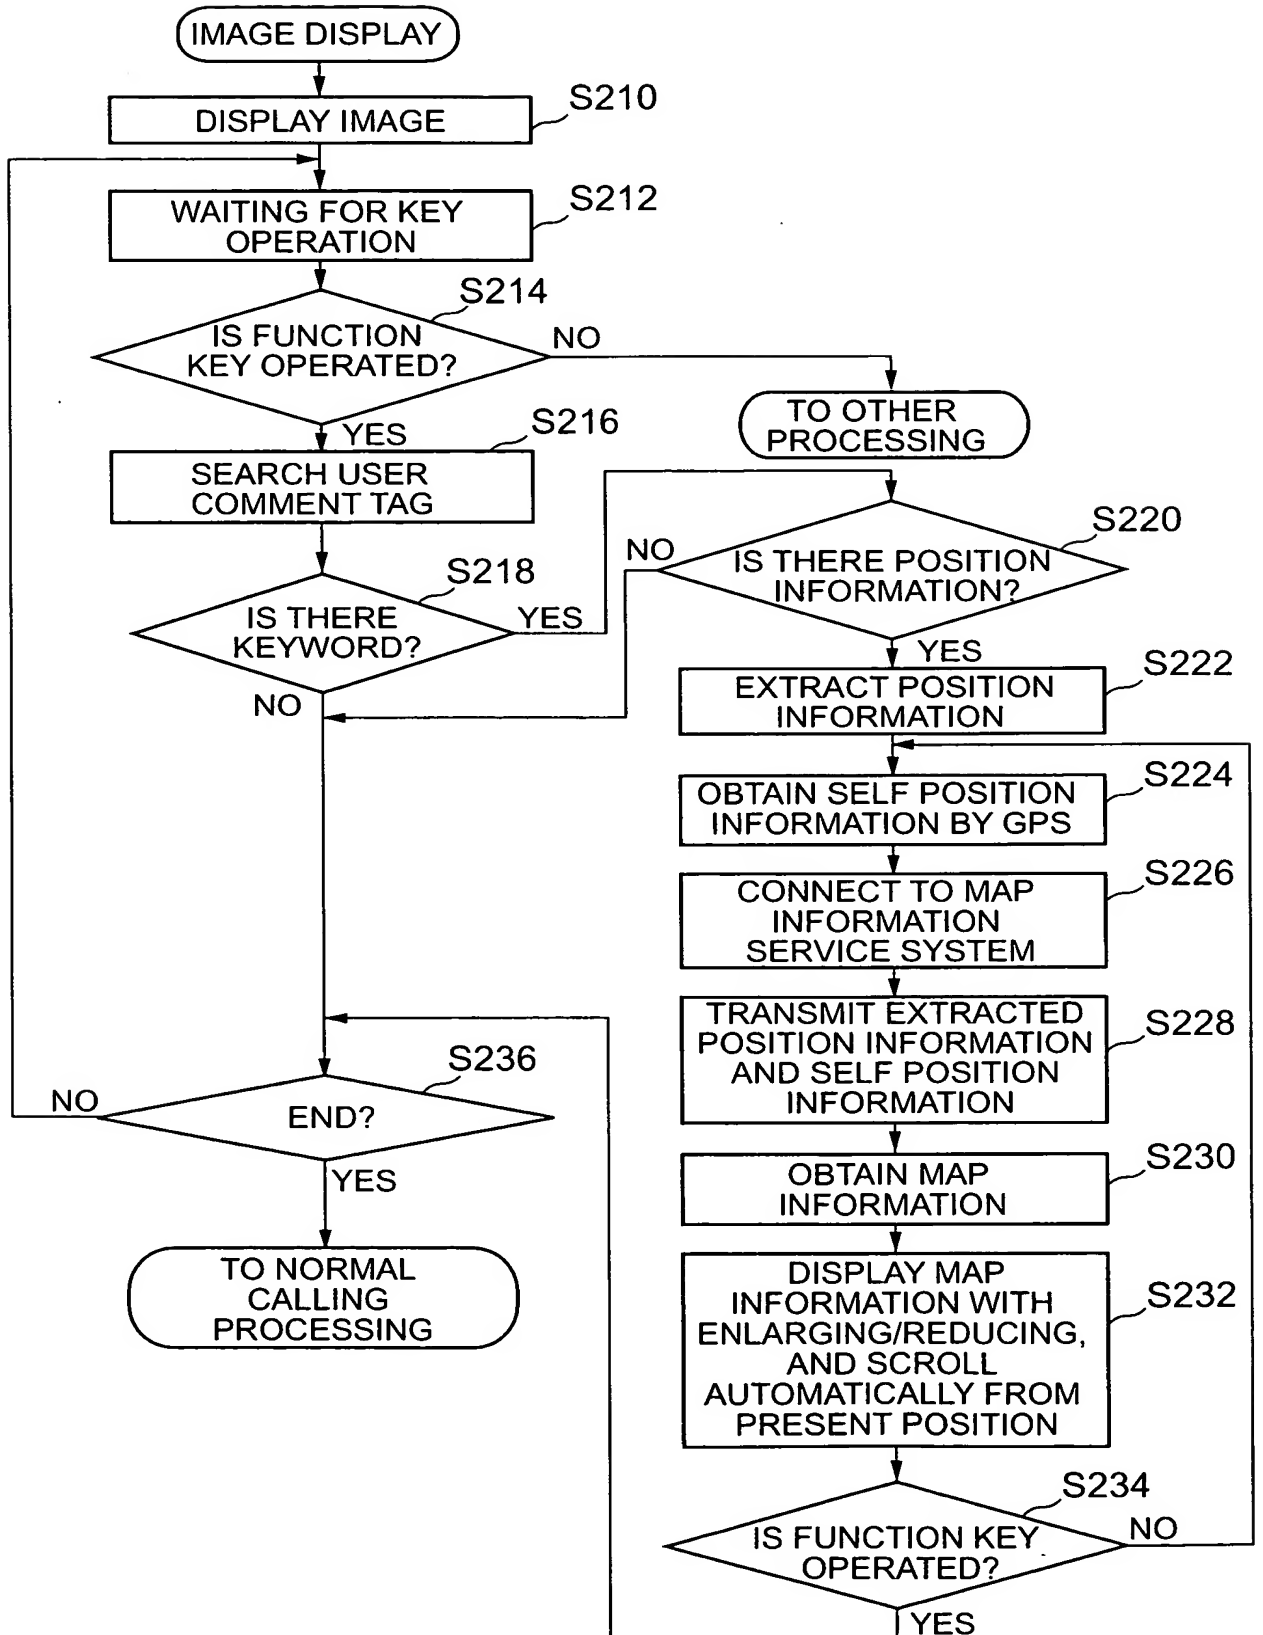 IMAGE DISPLAY
S210
DISPLAY IMAGE
S212
WAITING FOR KEY
OPERATION
S214
IS FUNCTION
KEY OPERATED?
NO
TO OTHER
PROCESSING
YES
S216
SEARCH USER
COMMENT TAG
S218
IS THERE
KEYWORD?
YES
NO
S220
IS THERE POSITION
INFORMATION?
NO
YES
S222
EXTRACT POSITION
INFORMATION
S224
OBTAIN SELF POSITION
INFORMATION BY GPS
S226
CONNECT TO MAP
INFORMATION
SERVICE SYSTEM
S228
TRANSMIT EXTRACTED
POSITION INFORMATION
AND SELF POSITION
INFORMATION
S230
OBTAIN MAP
INFORMATION
S232
DISPLAY MAP
INFORMATION WITH
ENLARGING/REDUCING,
AND SCROLL
AUTOMATICALLY FROM
PRESENT POSITION
S234
IS FUNCTION KEY
OPERATED?
NO
YES
S236
END?
NO
YES
TO NORMAL
CALLING
PROCESSING